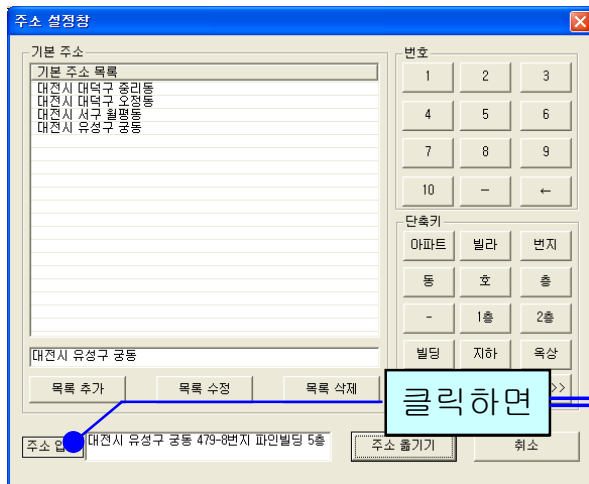 주소 설정창
기본 주소
기본 주소 목록
대전시 대덕구 중리동
대전시 대덕구 오정동
대전시 서구 월평동
대전시 유성구 궁동
대전시 유성구 궁동
목록 추가 목록 수정 목록 삭제
번호
1 2 3
4 5 6
7 8 9
10 - ←
단축키
아파트 빌라 번지
동 호 층
- 1층 2층
빌딩 지하 옥상
>>
클릭하면
주소 입
대전시 유성구 궁동 479-8번지 파인빌딩 5층
주소 옮기기 취소